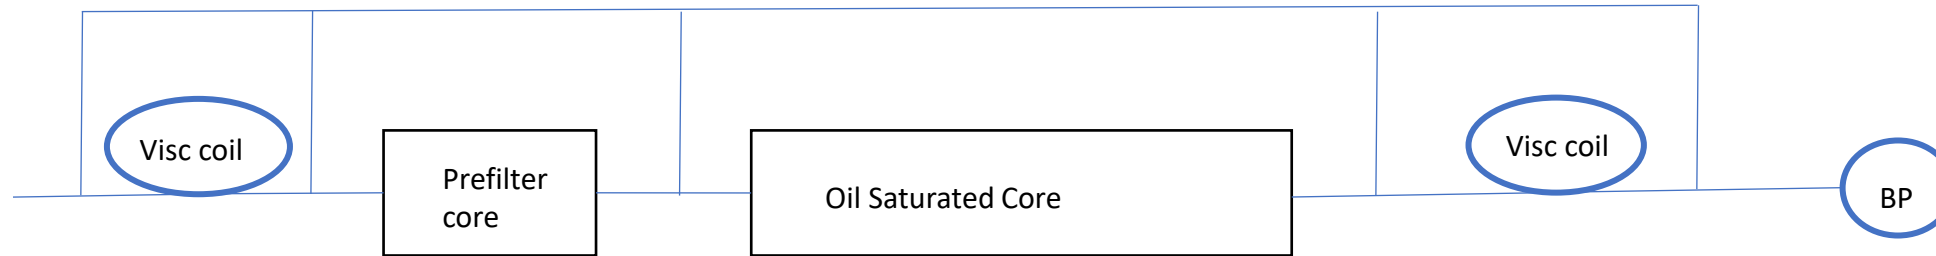 Visc coil
Prefilter
core
Oil Saturated Core
Visc coil
BP